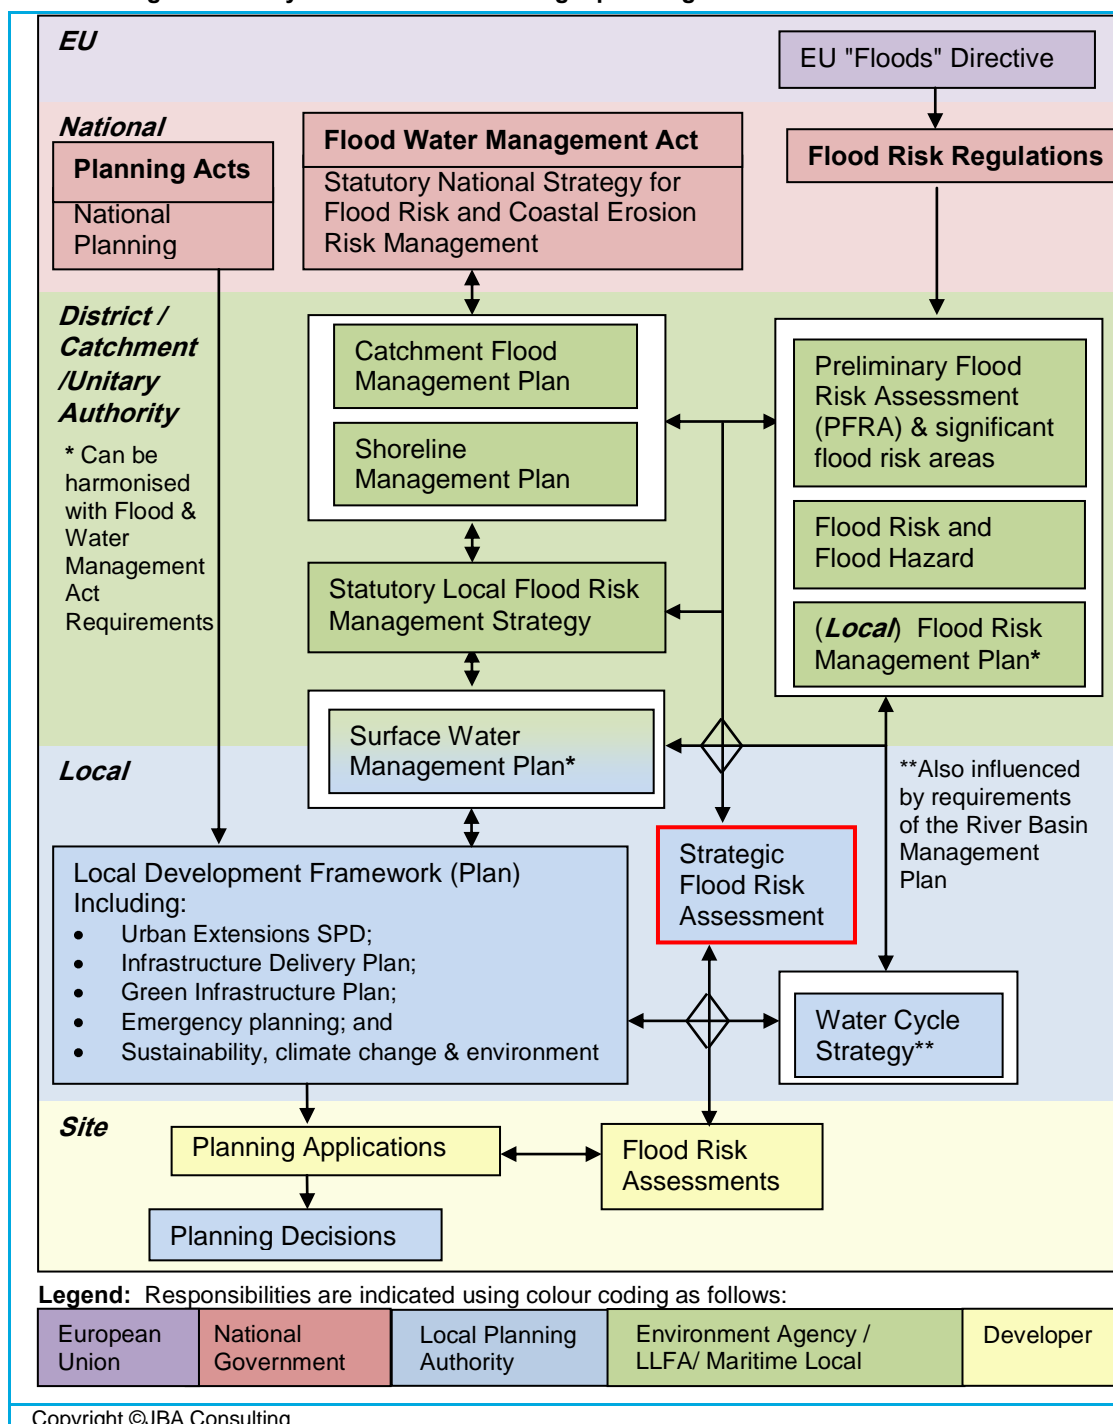 EU
EU "Floods" Directive
National
Planning Acts
National
Planning
Flood Water Management Act
Statutory National Strategy for
Flood Risk and Coastal Erosion
Risk Management
Flood Risk Regulations
District /
Catchment
/Unitary
Authority
* Can be
harmonised
with Flood &
Water
Management
Act
Requirements
Catchment Flood
Management Plan
Shoreline
Management Plan
Preliminary Flood
Risk Assessment
(PFRA) & significant
flood risk areas
Flood Risk and
Flood Hazard
(Local) Flood Risk
Management Plan*
Statutory Local Flood Risk
Management Strategy
Surface Water
Management Plan*
Local
**Also influenced
by requirements
of the River Basin
Management
Plan
Strategic
Flood Risk
Assessment
Local Development Framework (Plan)
Including:
• Urban Extensions SPD;
• Infrastructure Delivery Plan;
• Green Infrastructure Plan;
• Emergency planning; and
• Sustainability, climate change & environment
Water Cycle
Strategy**
Site
Planning Applications
Flood Risk
Assessments
Planning Decisions
Legend: Responsibilities are indicated using colour coding as follows:
European
Union
National
Government
Local Planning
Authority
Environment Agency /
LLFA/ Maritime Local
Developer
Copyright ©JBA Consulting